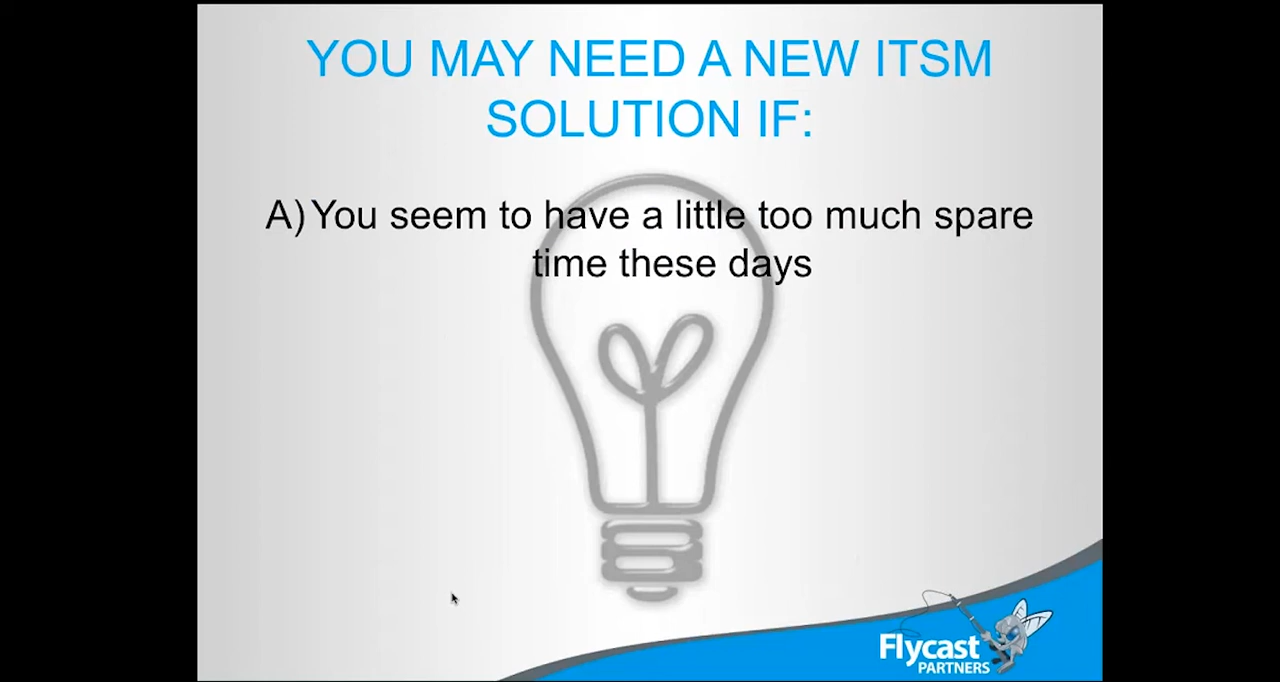 YOU MAY NEED A NEW ITSM
SOLUTION IF:
A) You seem to have a little too much spare
time these days
Flycast
PARTNERS